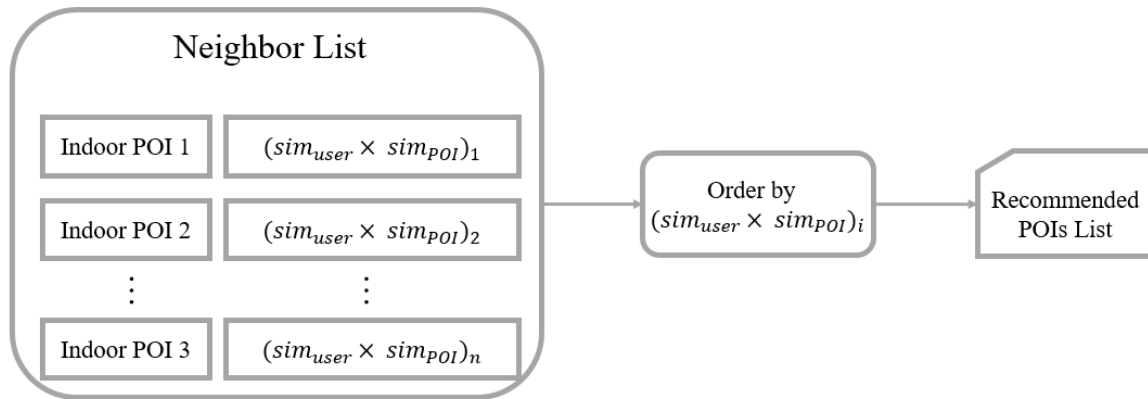 Neighbor List
Indoor POI 1
(sim_user × sim_POI)_1
Indoor POI 2
(sim_user × sim_POI)_2
⋮
⋮
Indoor POI 3
(sim_user × sim_POI)_n
Order by
(sim_user × sim_POI)_i
Recommended
POIs List